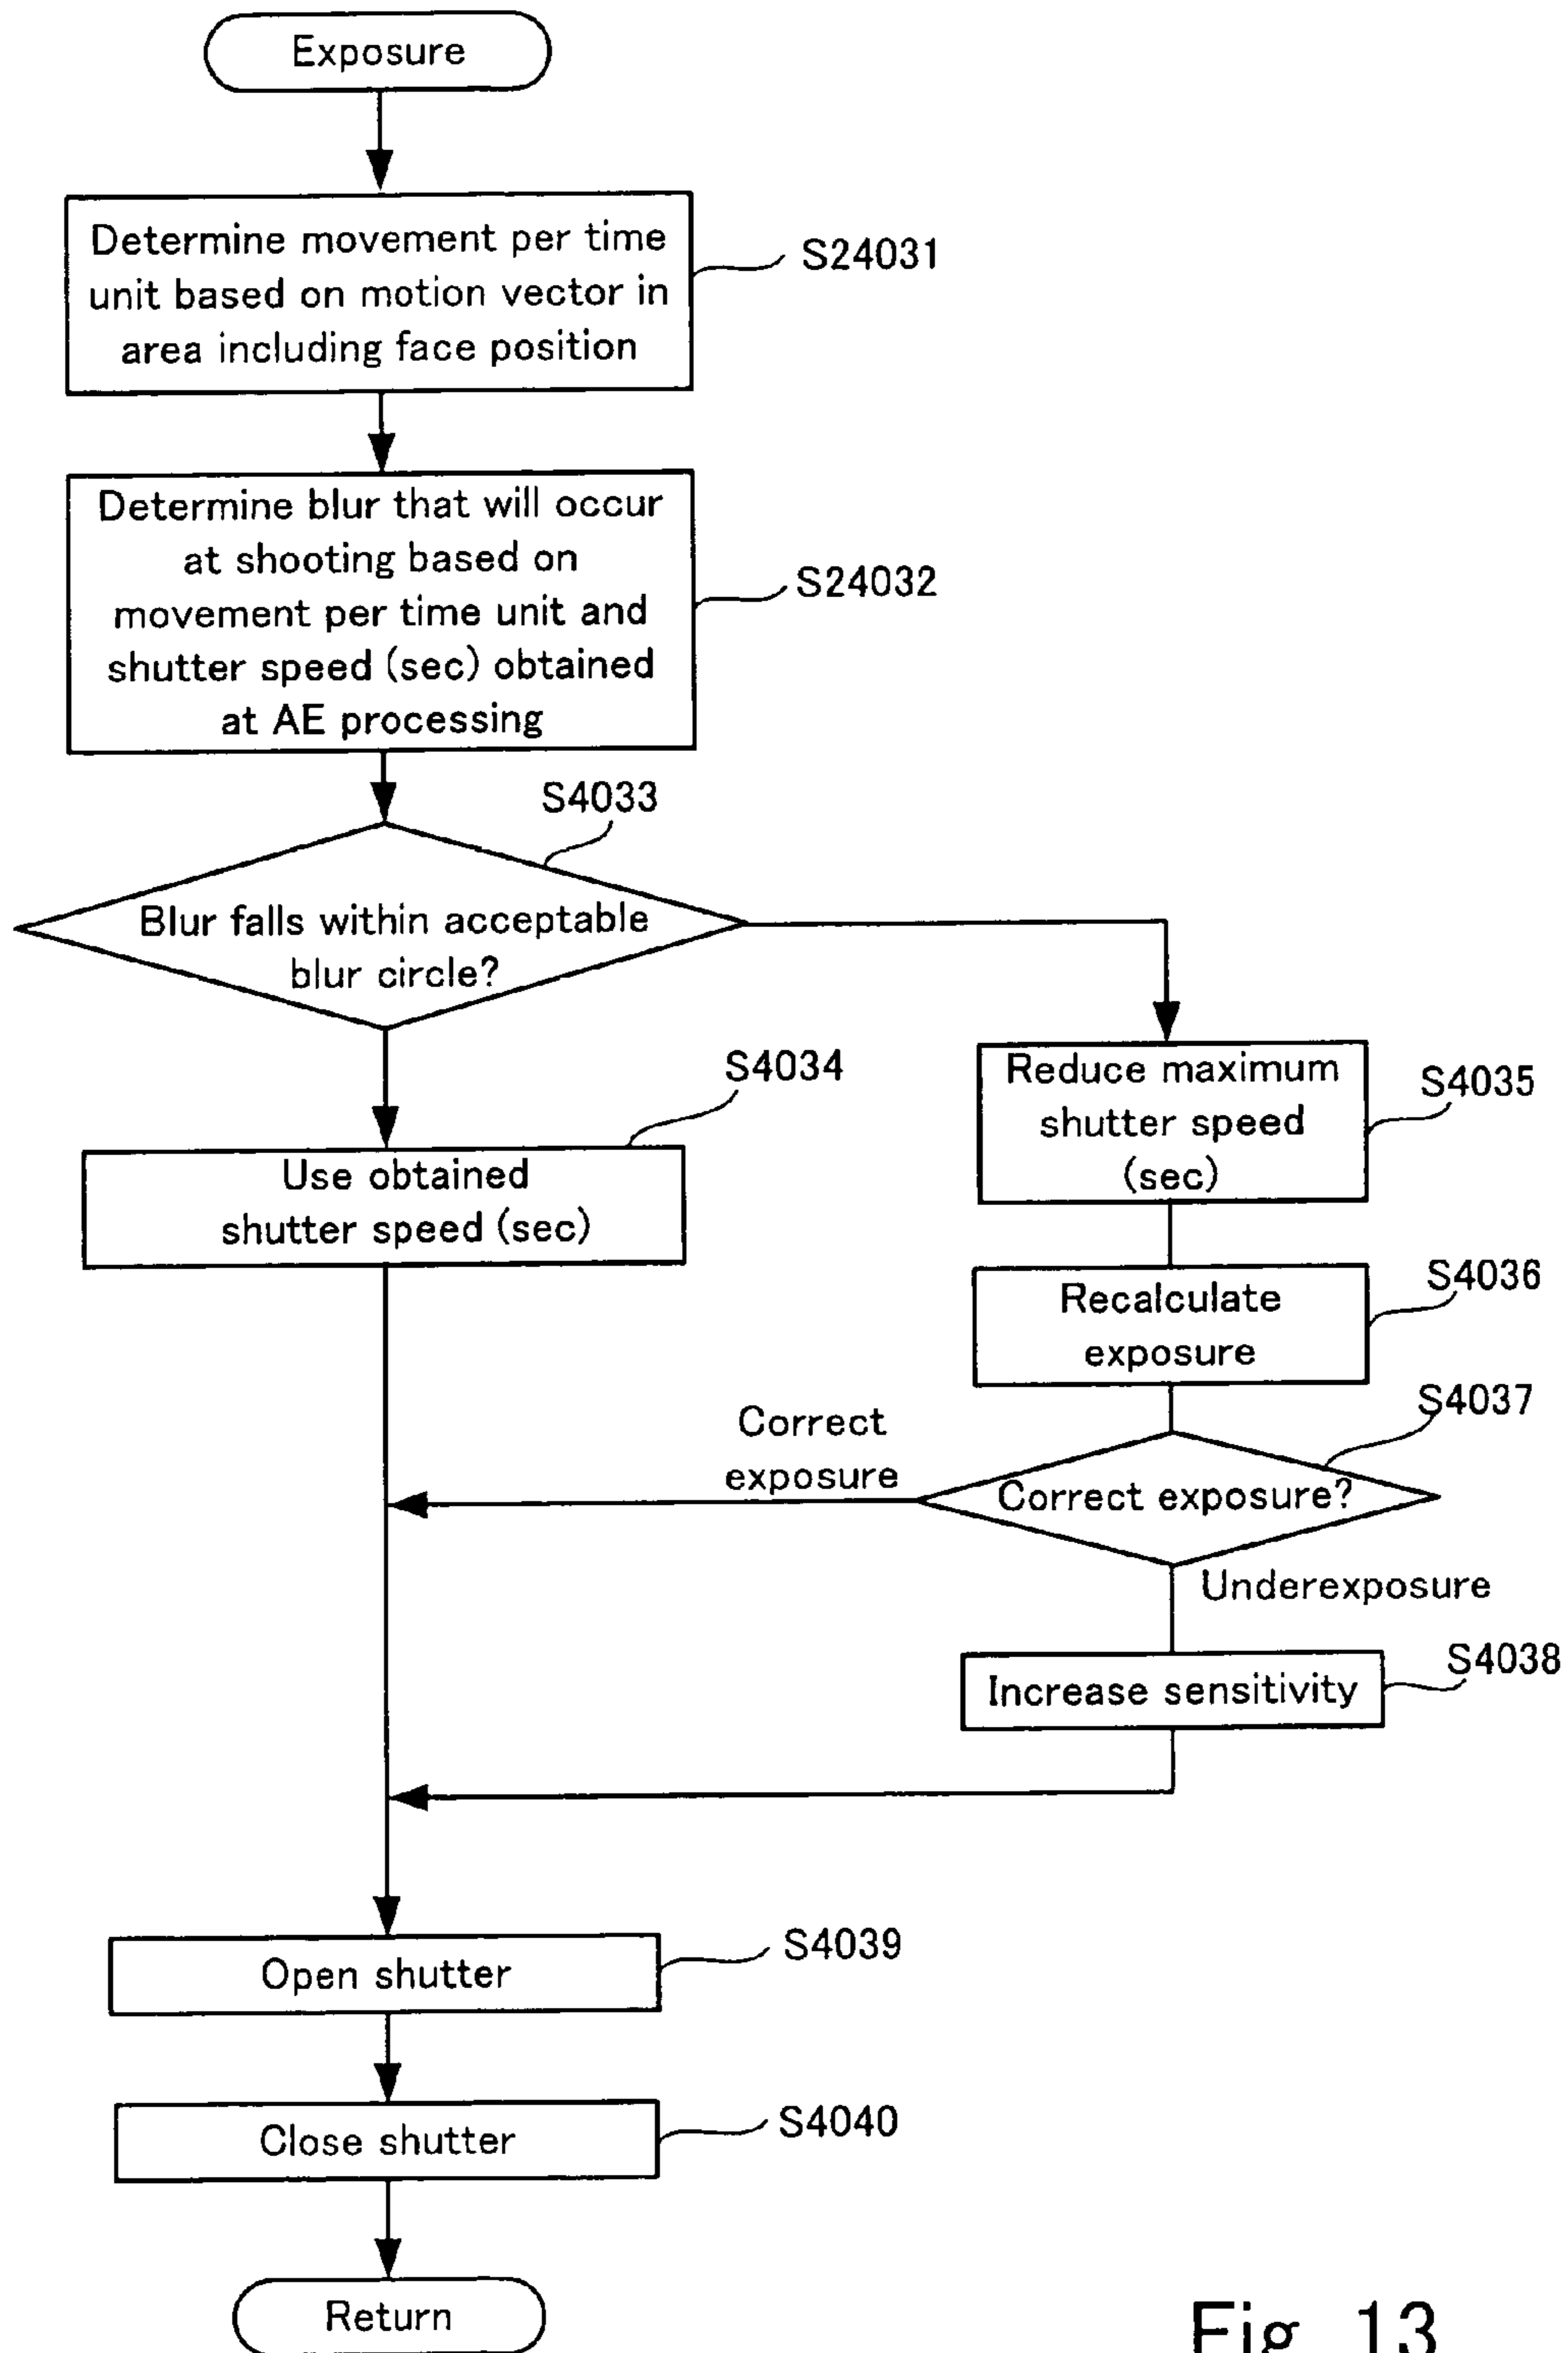 Exposure
Determine movement per time
unit based on motion vector in
area including face position
S24031
Determine blur that will occur
at shooting based on
movement per time unit and
shutter speed (sec) obtained
at AE processing
S24032
S4033
Blur falls within acceptable
blur circle?
S4034
Use obtained
shutter speed (sec)
Reduce maximum
shutter speed
(sec)
S4035
Recalculate
exposure
S4036
S4037
Correct exposure?
Correct
exposure
Underexposure
Increase sensitivity
S4038
Open shutter
S4039
Close shutter
S4040
Return
Fig. 13